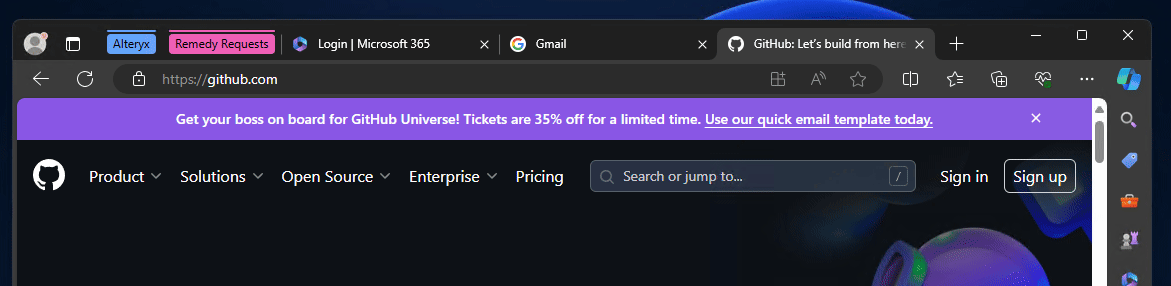 Alteryx Remedy Requests Login | Microsoft 365 Gmail GitHub: Let's build from here
https://github.com
Get your boss on board for GitHub Universe! Tickets are 35% off for a limited time. Use our quick email template today.
Product Solutions Open Source Enterprise Pricing Search or jump to... / Sign in Sign up